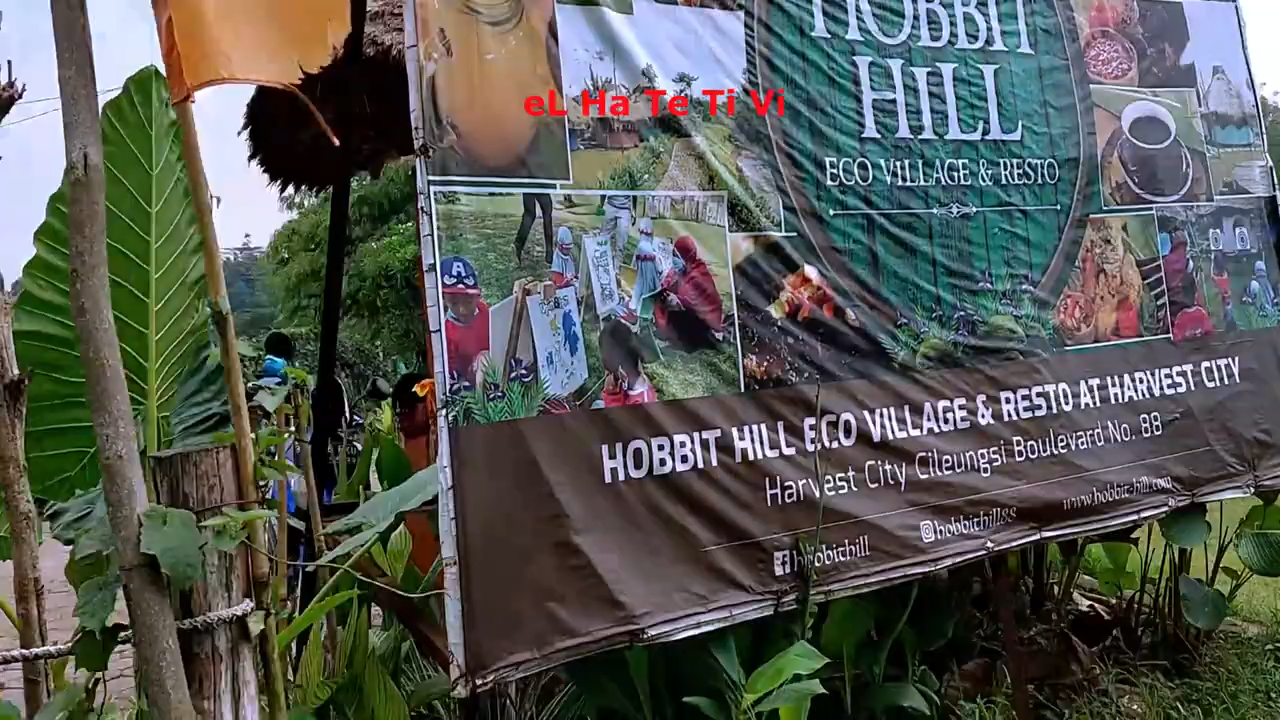 HOBBIT
HILL
eL Ha Te Ti Vi
ECO VILLAGE & RESTO
HOBBIT HILL ECO VILLAGE & RESTO AT HARVEST CITY
Harvest City Cileungsi Boulevard No. 88
hobbithill
hobbithill88
www.hobbit-hill.com